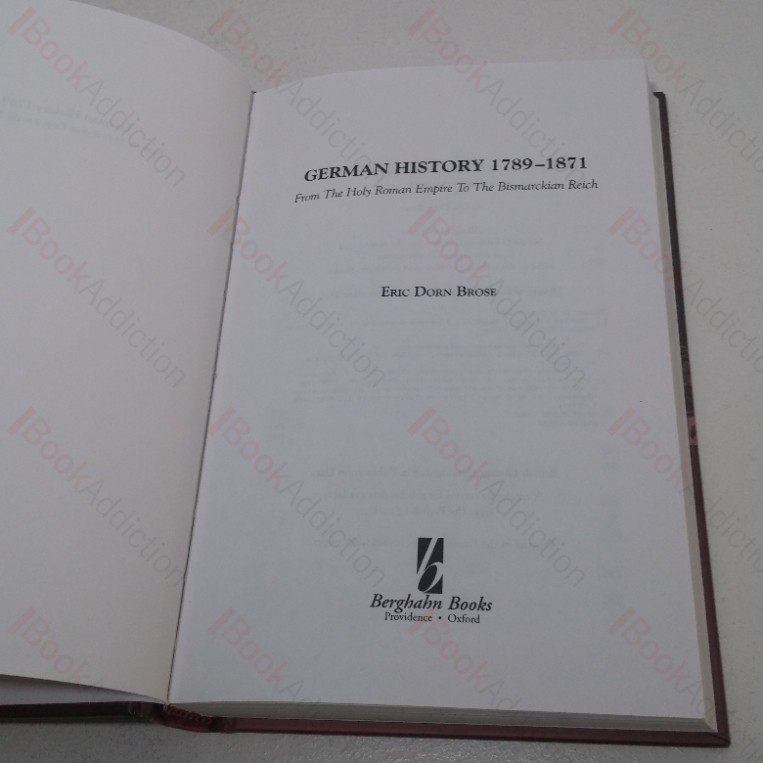 GERMAN HISTORY 1789–1871
From The Holy Roman Empire To The Bismarckian Reich
ERIC DORN BROSE
b
Berghahn Books
Providence • Oxford
BookAddiction